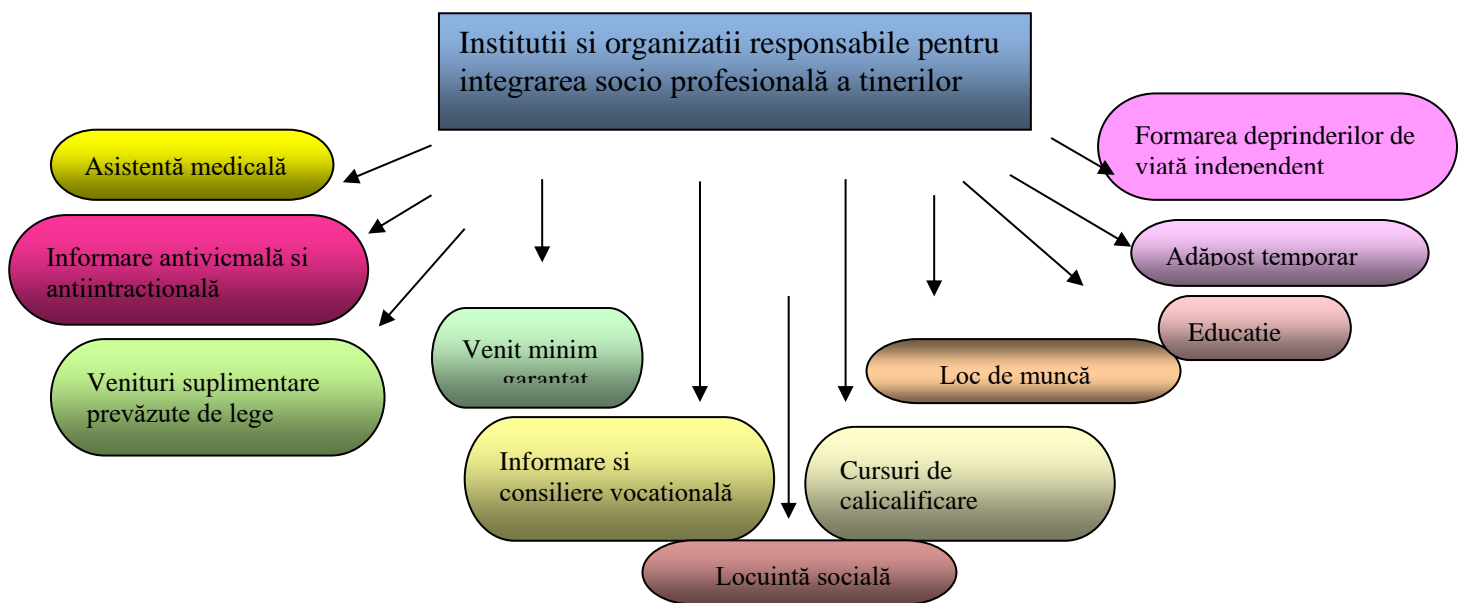 Institutii si organizatii responsabile pentru
integrarea socio profesională a tinerilor
Asistentă medicală
Formarea deprinderilor de
viată independent
Informare antivicmală si
antiintractională
Adăpost temporar
Educatie
Venituri suplimentare
prevăzute de lege
Venit minim
garantat
Loc de muncă
Informare si
consiliere vocatională
Cursuri de
calicalificare
Locuintă socială